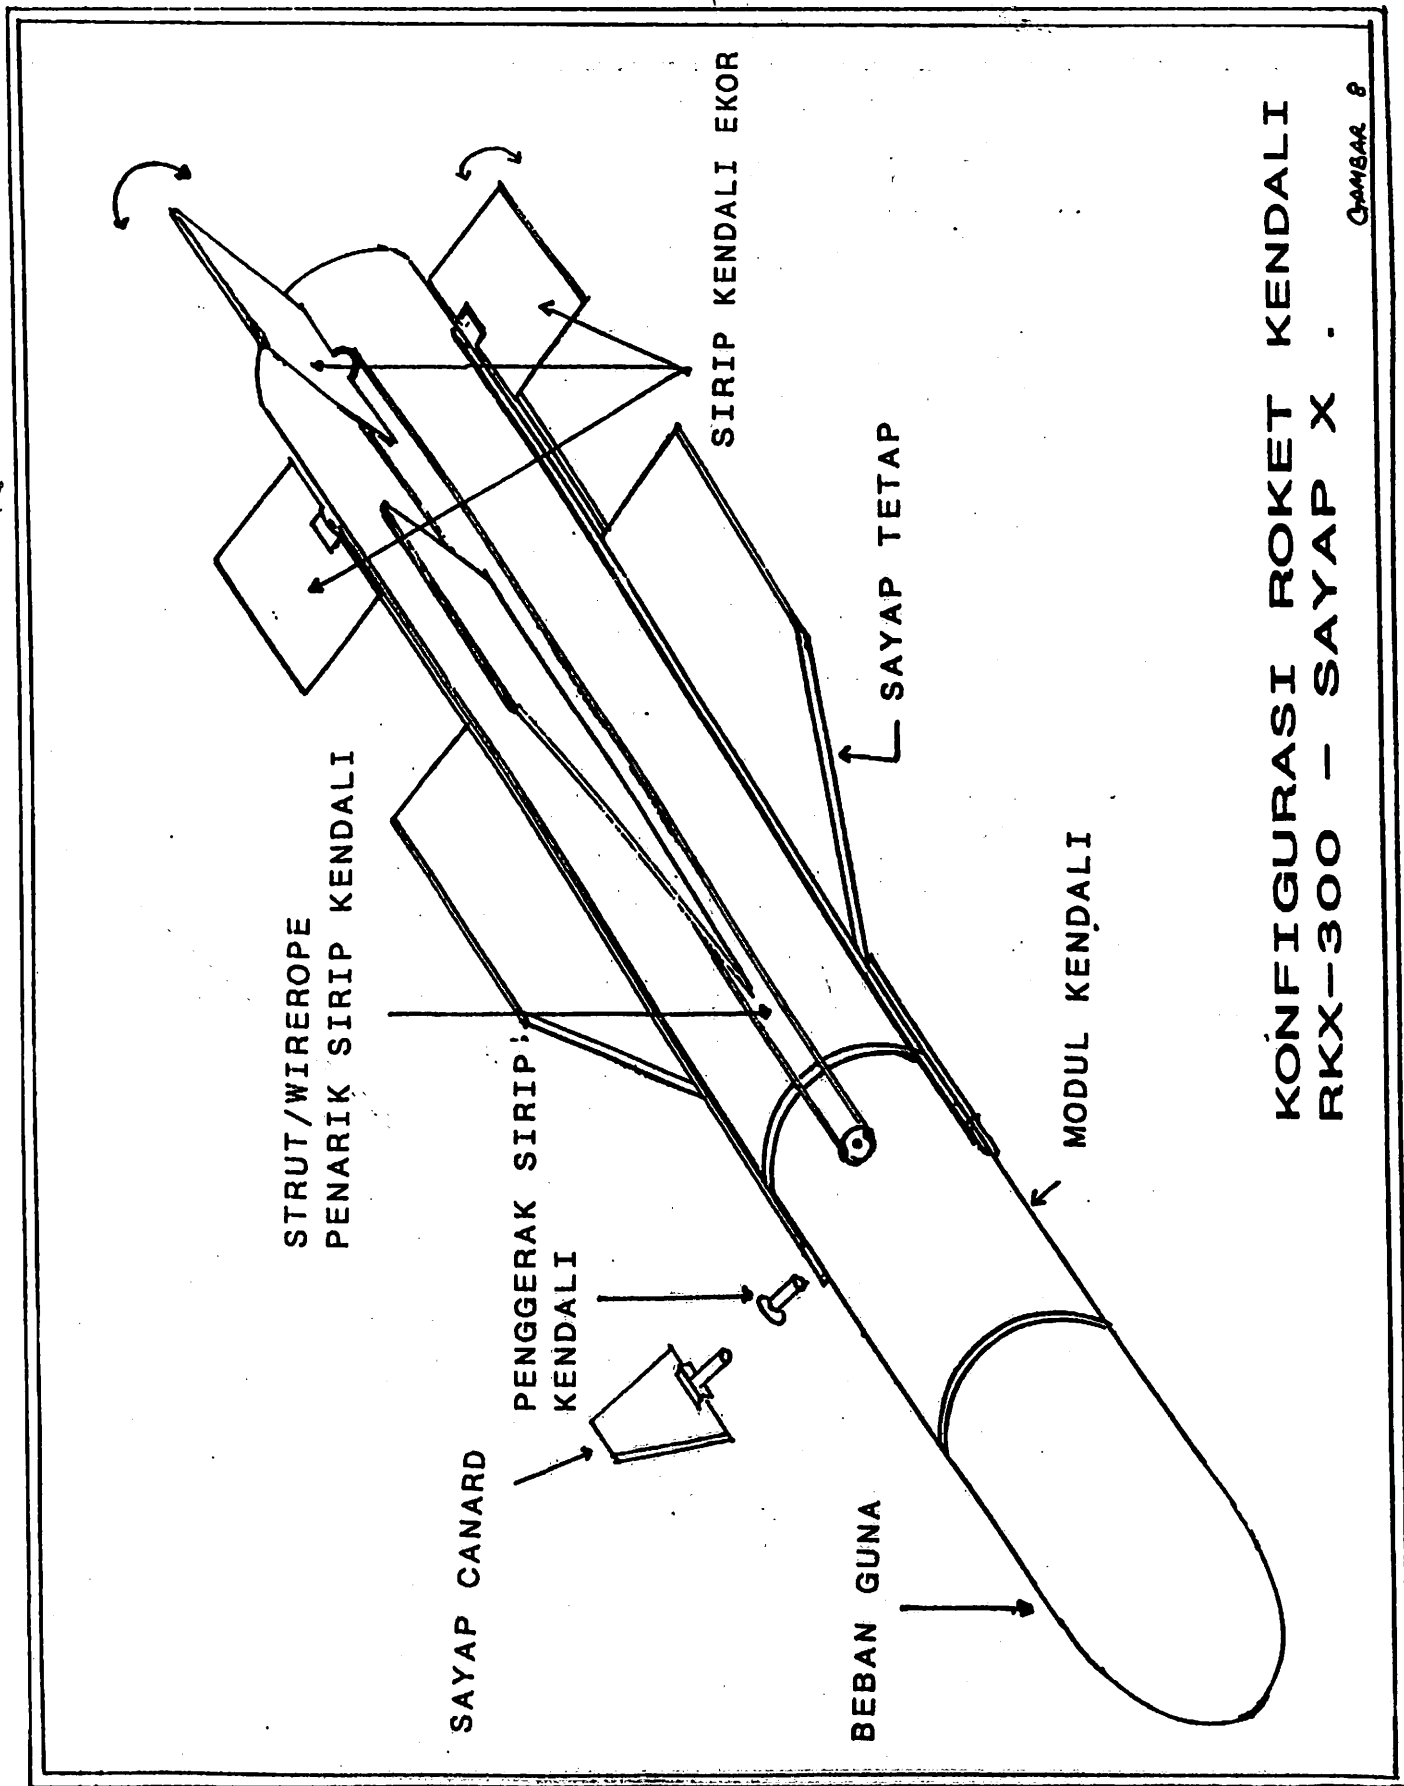 SAYAP CANARD
STRUT/WIREROPE
PENARIK SIRIP KENDALI
PENGGERAK SIRIP
KENDALI
SIRIP KENDALI EKOR
BEBAN GUNA
SAYAP TETAP
MODUL KENDALI
KONFIGURASI ROKET KENDALI
RKX-300 - SAYAP X .
GAMBAR 8